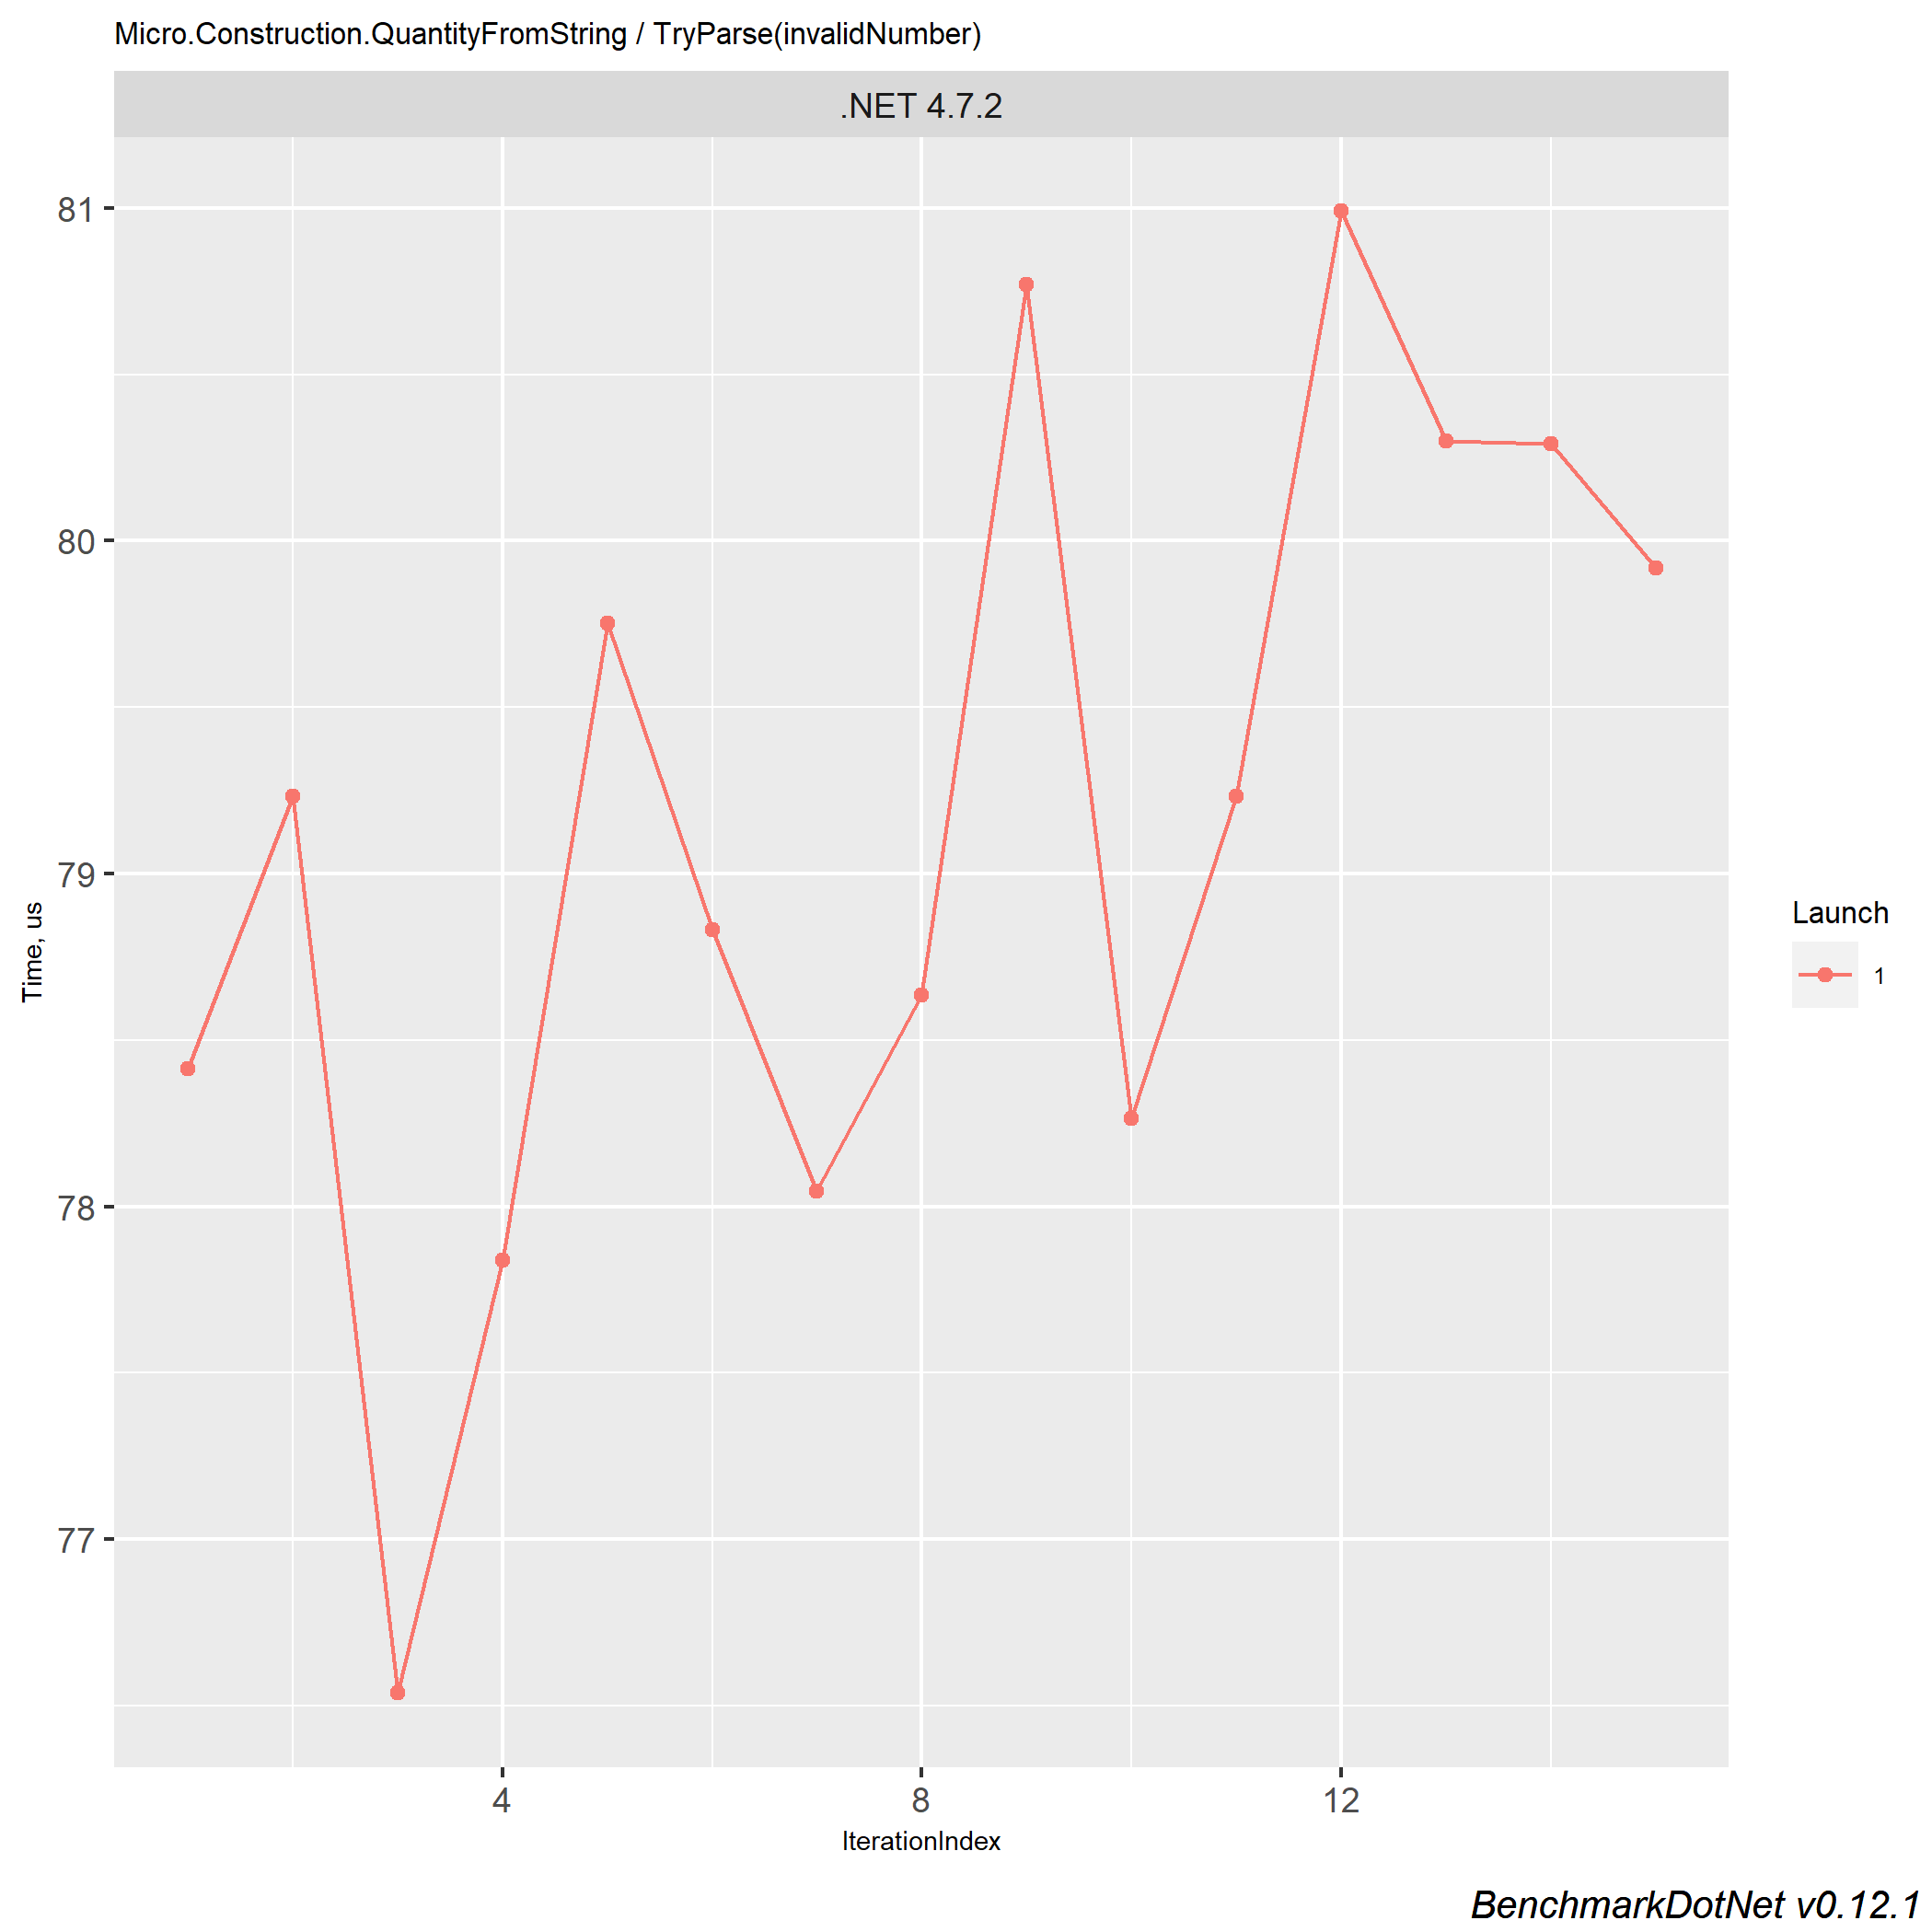 Micro.Construction.QuantityFromString / TryParse(invalidNumber)
.NET 4.7.2
81
80
79
78
77
Time, us
4 8 12
IterationIndex
Launch
1
BenchmarkDotNet v0.12.1